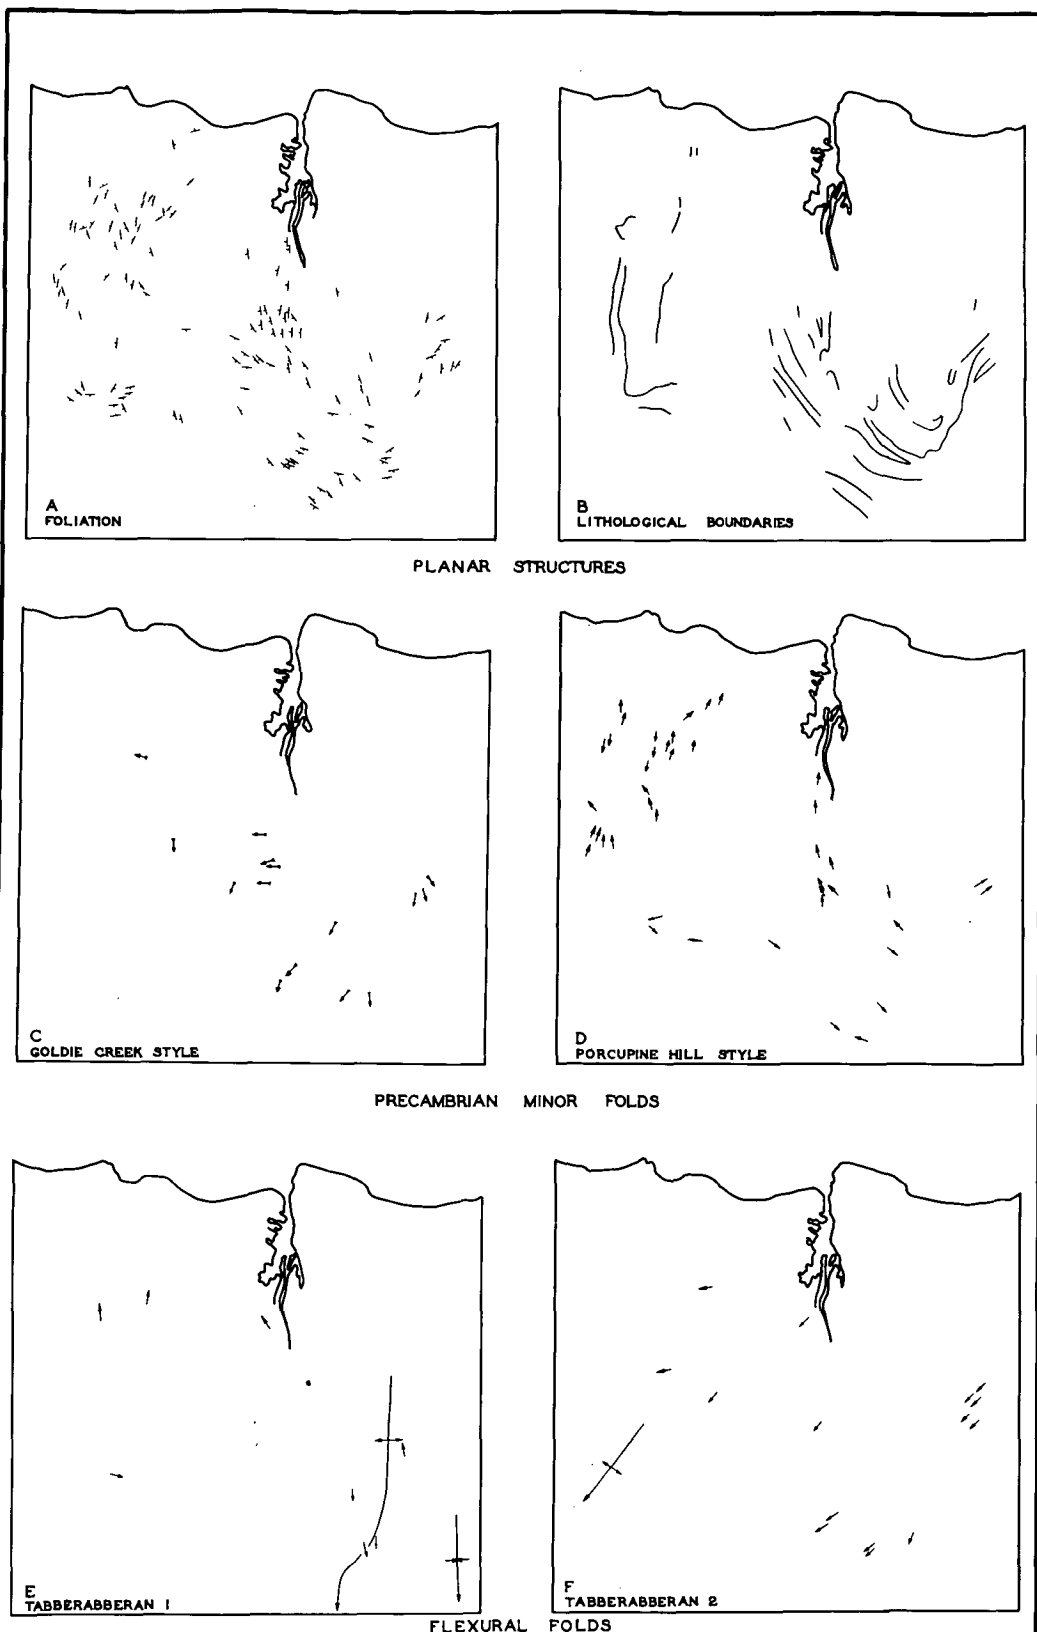 A
FOLIATION
B
LITHOLOGICAL BOUNDARIES
PLANAR STRUCTURES
C
GOLDIE CREEK STYLE
D
PORCUPINE HILL STYLE
PRECAMBRIAN MINOR FOLDS
E
TABBERABBERAN 1
F
TABBERABBERAN 2
FLEXURAL FOLDS